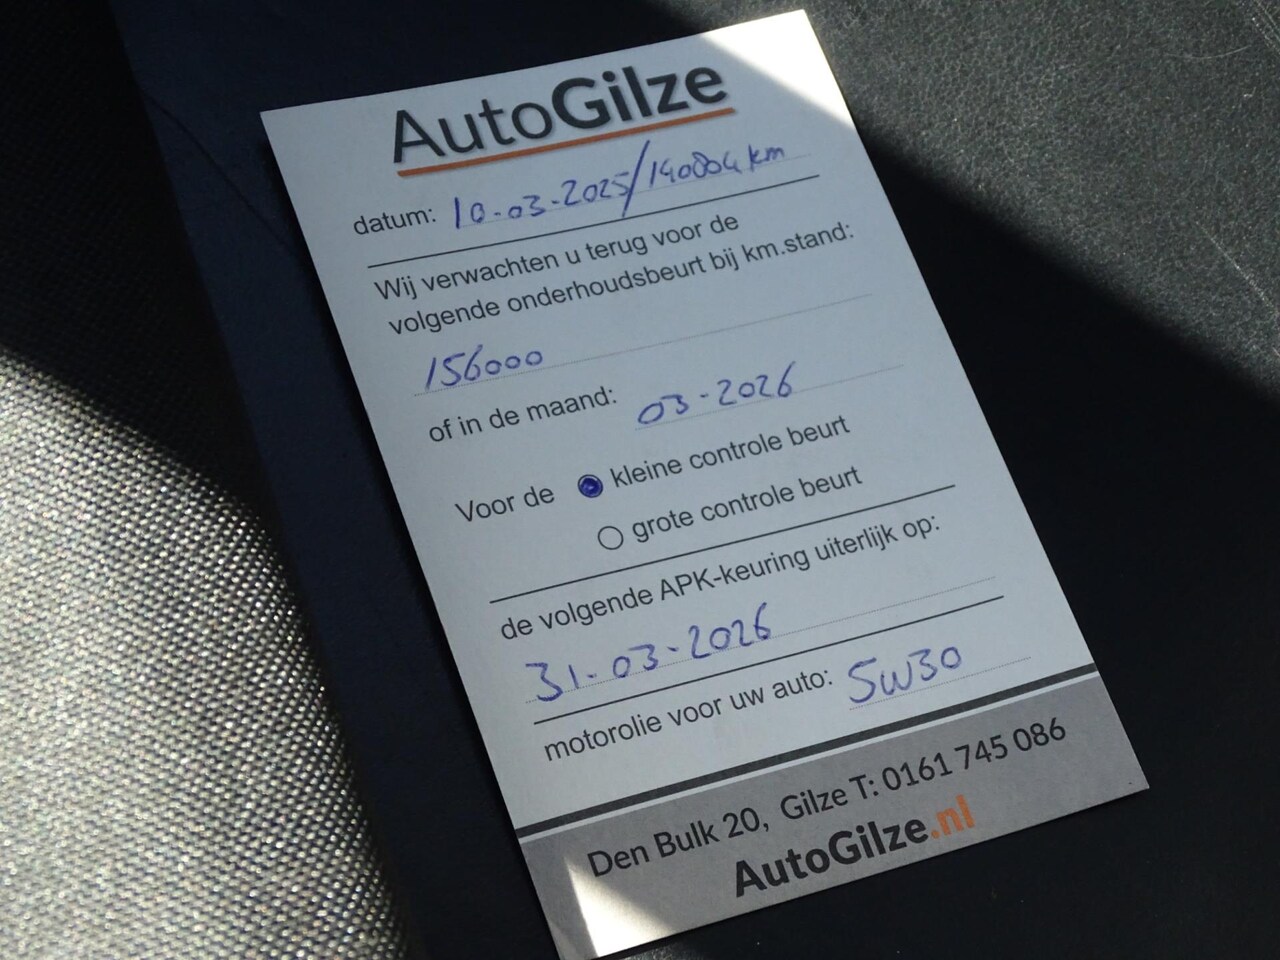 AutoGilze
datum: 10-03-2025/140804 km
Wij verwachten u terug voor de
volgende onderhoudsbeurt bij km.stand:
156000
of in de maand: 03-2026
Voor de kleine controle beurt
grote controle beurt
de volgende APK-keuring uiterlijk op:
31-03-2026
motorolie voor uw auto: 5W30
Den Bulk 20, Gilze T: 0161 745 086
AutoGilze.nl